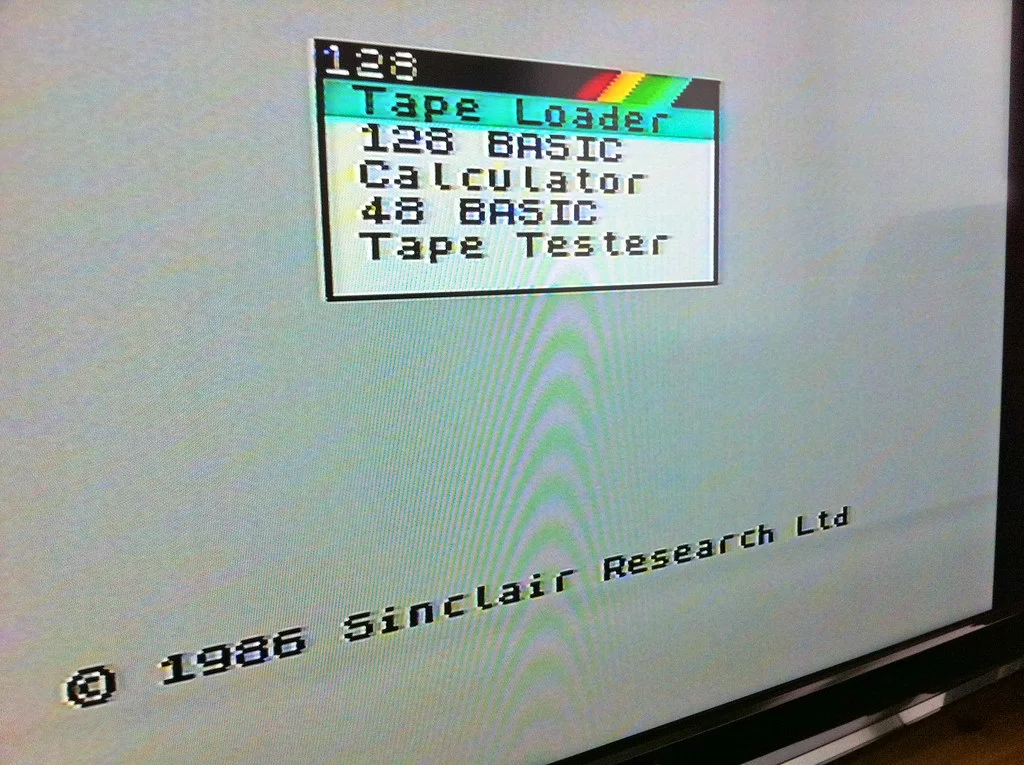 128
Tape Loader
128 BASIC
Calculator
48 BASIC
Tape Tester
© 1986 Sinclair Research Ltd